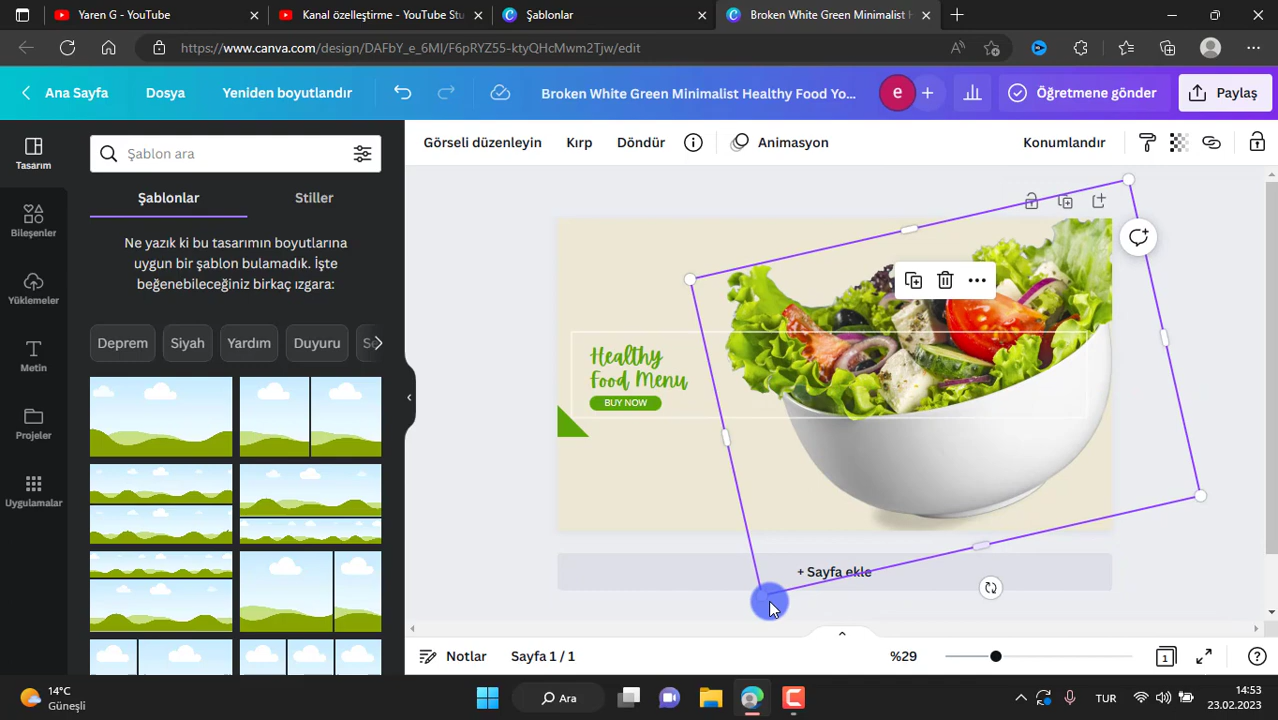 Yaren G - YouTube
Kanal özelleştirme - YouTube Stu
Şablonlar
Broken White Green Minimalist H
https://www.canva.com/design/DAFbY_e_6MI/F6pRYZ55-ktyQHcMwm2Tjw/edit
Ana Sayfa
Dosya
Yeniden boyutlandır
Broken White Green Minimalist Healthy Food Yo...
e
Öğretmene gönder
Paylaş
Tasarım
Bileşenler
Yüklemeler
Metin
Projeler
Uygulamalar
Şablon ara
Şablonlar
Stiller
Ne yazık ki bu tasarımın boyutlarına
uygun bir şablon bulamadık. İşte
beğenebileceğiniz birkaç ızgara:
Deprem
Siyah
Yardım
Duyuru
Görseli düzenleyin
Kırp
Döndür
Animasyon
Konumlandır
Healthy
Food Menu
BUY NOW
+ Sayfa ekle
Notlar
Sayfa 1 / 1
%29
1
14°C
Güneşli
Ara
TUR
14:53
23.02.2023